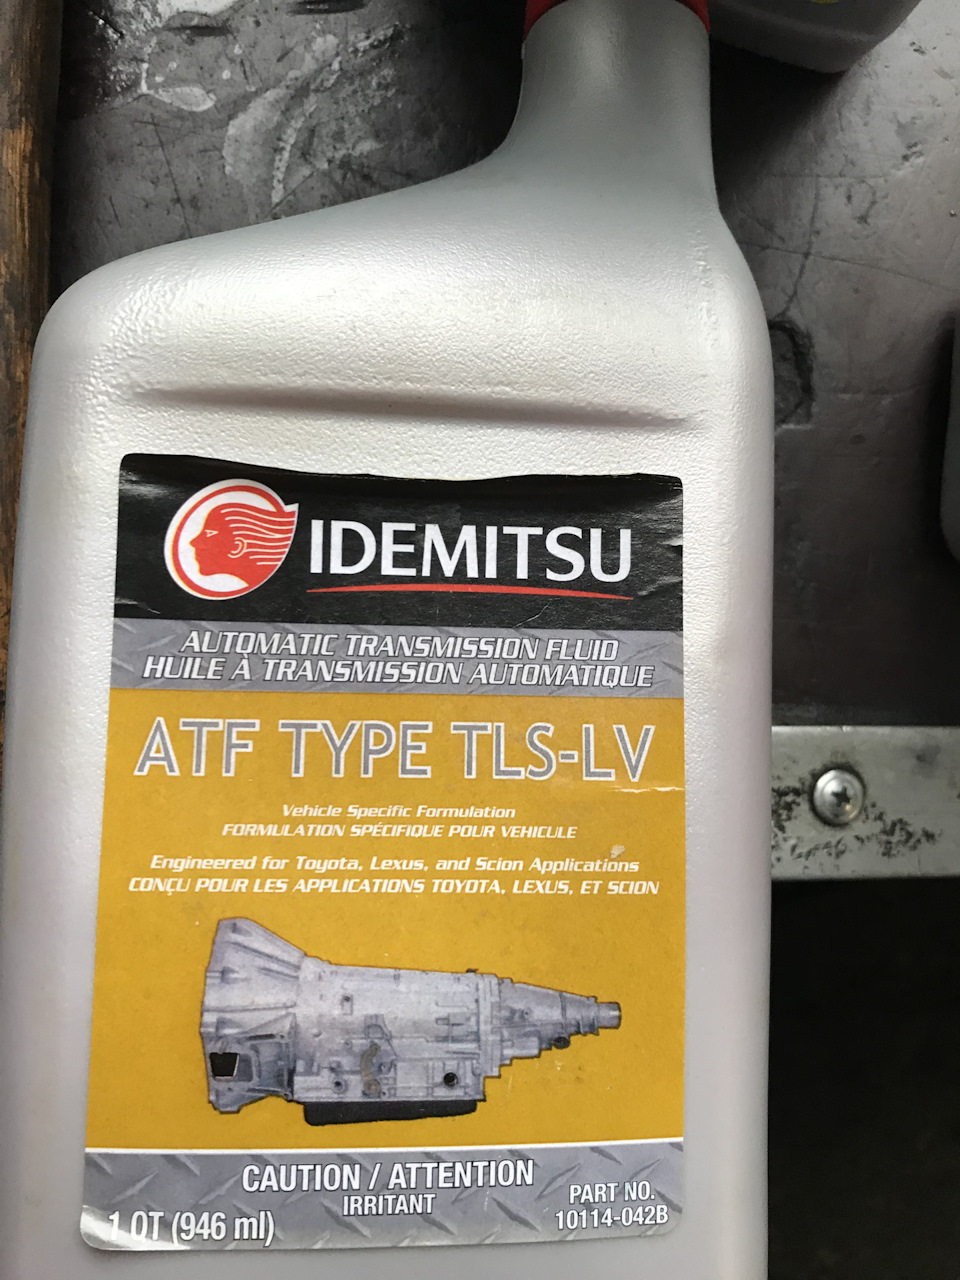 IDEMITSU
AUTOMATIC TRANSMISSION FLUID
HUILE À TRANSMISSION AUTOMATIQUE
ATF TYPE TLS-LV
Vehicle Specific Formulation
FORMULATION SPÉCIFIQUE POUR VEHICULE
Engineered for Toyota, Lexus, and Scion Applications
CONÇU POUR LES APPLICATIONS TOYOTA, LEXUS, ET SCION
CAUTION / ATTENTION
IRRITANT
1 QT (946 ml)
PART NO.
10114-042B